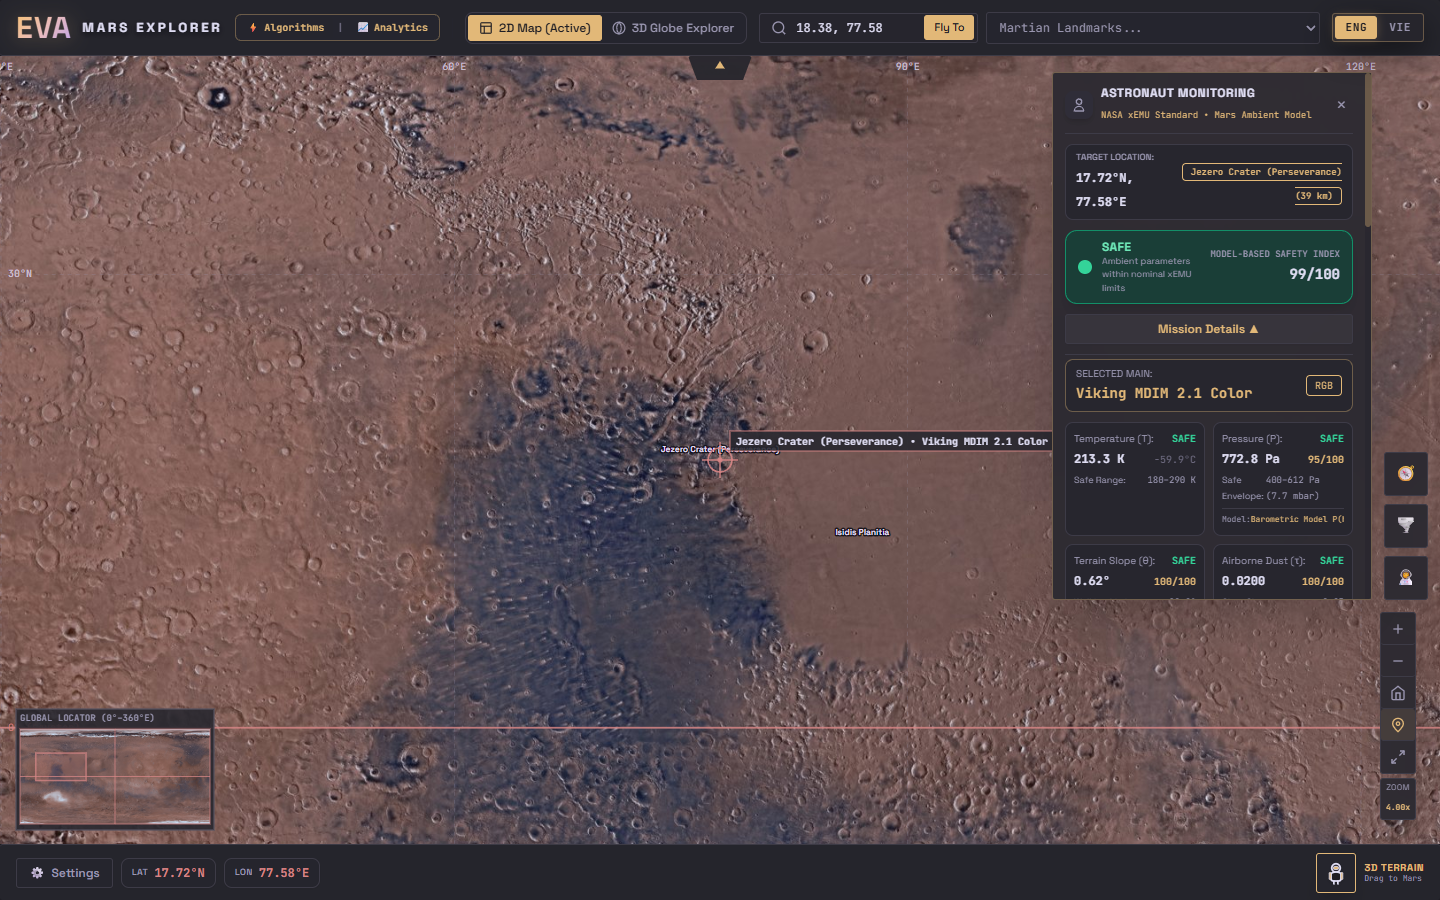 EVA MARS EXPLORER
Algorithms | Analytics
2D Map (Active)
3D Globe Explorer
18.38, 77.58
Fly To
Martian Landmarks...
ENG
VIE
°E
60°E
90°E
120°E
30°N
ASTRONAUT MONITORING
NASA xEMU Standard • Mars Ambient Model
TARGET LOCATION:
17.72°N,
77.58°E
Jezero Crater (Perseverance)
(39 km)
SAFE
Ambient parameters
within nominal xEMU
limits
MODEL-BASED SAFETY INDEX
99/100
Mission Details ▲
SELECTED MAIN:
Viking MDIM 2.1 Color
RGB
Temperature (T): SAFE
213.3 K -59.9°C
Safe Range: 180–290 K
Pressure (P): SAFE
772.8 Pa 95/100
Safe 400–612 Pa
Envelope: (7.7 mbar)
Model: Barometric Model P(
Terrain Slope (θ): SAFE
0.62° 100/100
Airborne Dust (τ): SAFE
0.0200 100/100
Jezero Crater (Perseverance) • Viking MDIM 2.1 Color
Jezero Crater (Perseverance)
Isidis Planitia
GLOBAL LOCATOR (0°–360°E)
ZOOM
4.00x
Settings
LAT 17.72°N
LON 77.58°E
3D TERRAIN
Drag to Mars